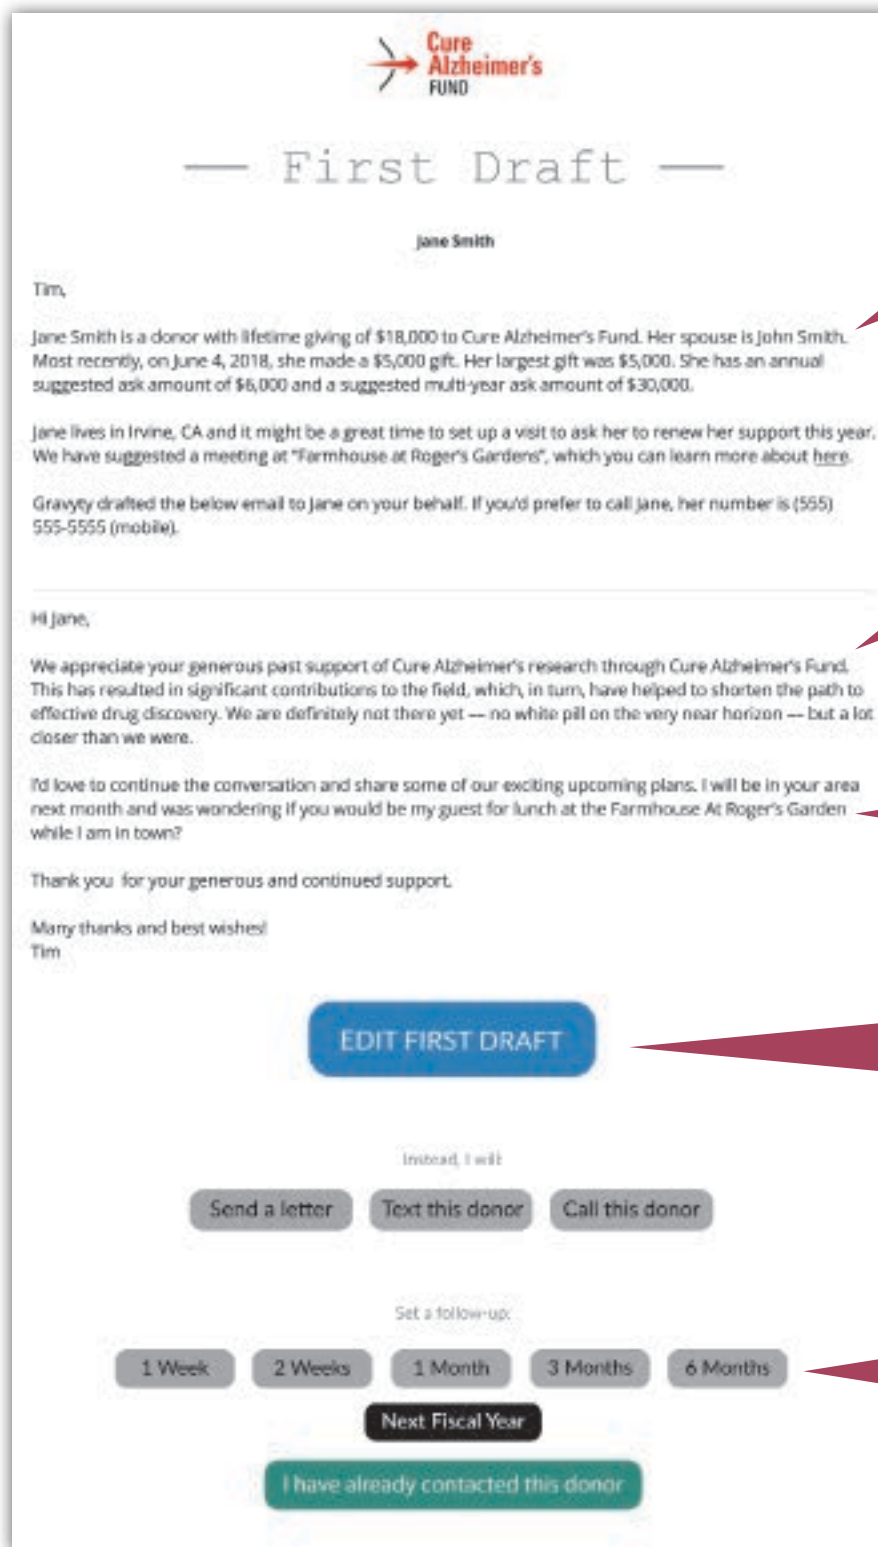 Cure
Alzheimer's
FUND
— First Draft —
Jane Smith
Tim,
Jane Smith is a donor with lifetime giving of $18,000 to Cure Alzheimer's Fund. Her spouse is John Smith.
Most recently, on June 4, 2018, she made a $5,000 gift. Her largest gift was $5,000. She has an annual
suggested ask amount of $6,000 and a suggested multi-year ask amount of $30,000.
Jane lives in Irvine, CA and it might be a great time to set up a visit to ask her to renew her support this year.
We have suggested a meeting at "Farmhouse at Roger's Gardens", which you can learn more about here.
Gravyty drafted the below email to Jane on your behalf. If you'd prefer to call Jane, her number is (555)
555-5555 (mobile).
Hi Jane,
We appreciate your generous past support of Cure Alzheimer's research through Cure Alzheimer's Fund.
This has resulted in significant contributions to the field, which, in turn, have helped to shorten the path to
effective drug discovery. We are definitely not there yet — no white pill on the very near horizon — but a lot
closer than we were.
I'd love to continue the conversation and share some of our exciting upcoming plans. I will be in your area
next month and was wondering if you would be my guest for lunch at the Farmhouse At Roger's Garden
while I am in town?
Thank you for your generous and continued support.
Many thanks and best wishes!
Tim
EDIT FIRST DRAFT
Instead, I will:
Send a letter Text this donor Call this donor
Set a follow-up:
1 Week 2 Weeks 1 Month 3 Months 6 Months
Next Fiscal Year
I have already contacted this donor